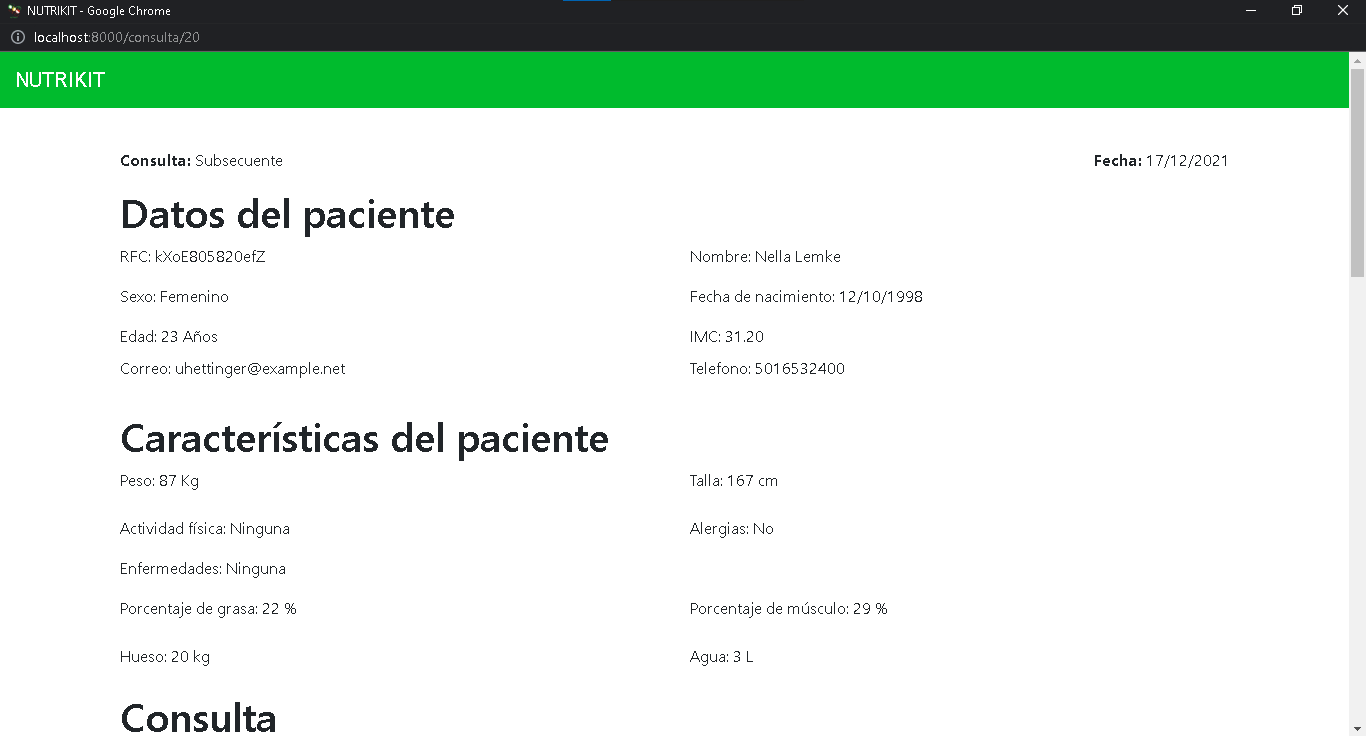 NUTRIKIT - Google Chrome
localhost:8000/consulta/20
NUTRIKIT
Consulta: Subsecuente Fecha: 17/12/2021
Datos del paciente
RFC: kXoE805820efZ Nombre: Nella Lemke
Sexo: Femenino Fecha de nacimiento: 12/10/1998
Edad: 23 Años IMC: 31.20
Correo: uhettinger@example.net Telefono: 5016532400
Características del paciente
Peso: 87 Kg Talla: 167 cm
Actividad física: Ninguna Alergias: No
Enfermedades: Ninguna
Porcentaje de grasa: 22 % Porcentaje de músculo: 29 %
Hueso: 20 kg Agua: 3 L
Consulta